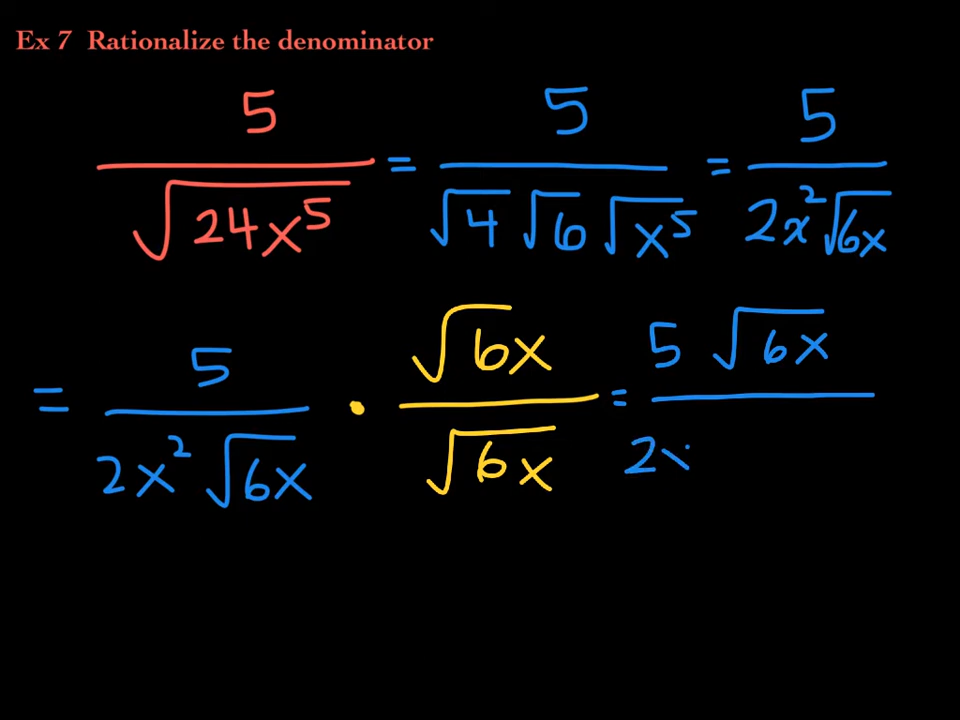 Ex 7 Rationalize the denominator
5/√(24x⁵) = 5/(√4 √6 √x⁵) = 5/(2x²√(6x))
= 5/(2x²√(6x)) · √(6x)/√(6x) = 5√(6x)/2x